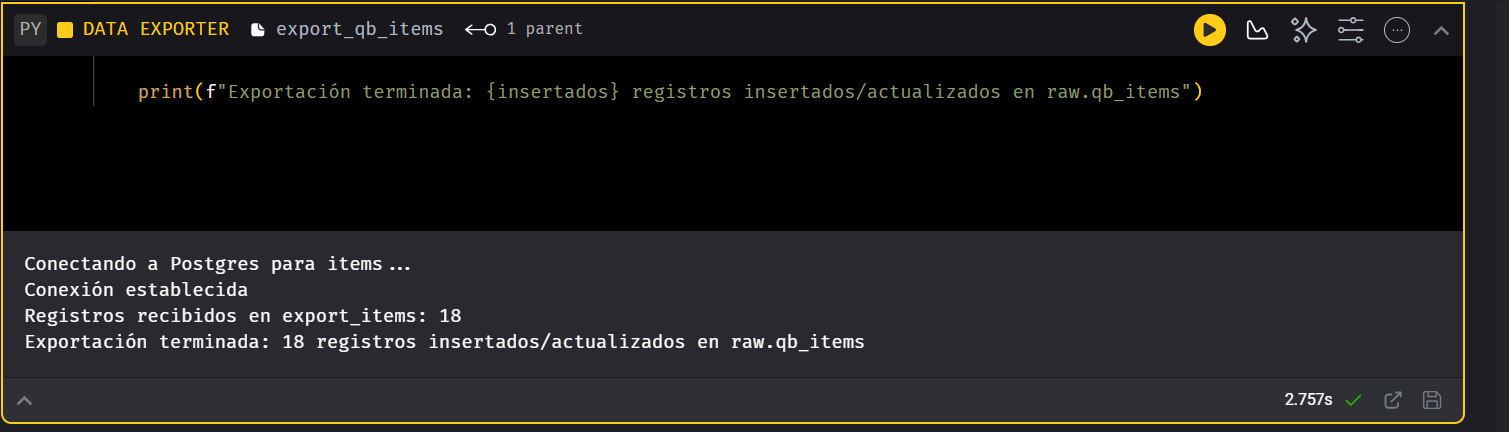 PY DATA EXPORTER export_qb_items 1 parent
print(f"Exportación terminada: {insertados} registros insertados/actualizados en raw.qb_items")
Conectando a Postgres para items...
Conexión establecida
Registros recibidos en export_items: 18
Exportación terminada: 18 registros insertados/actualizados en raw.qb_items
2.757s